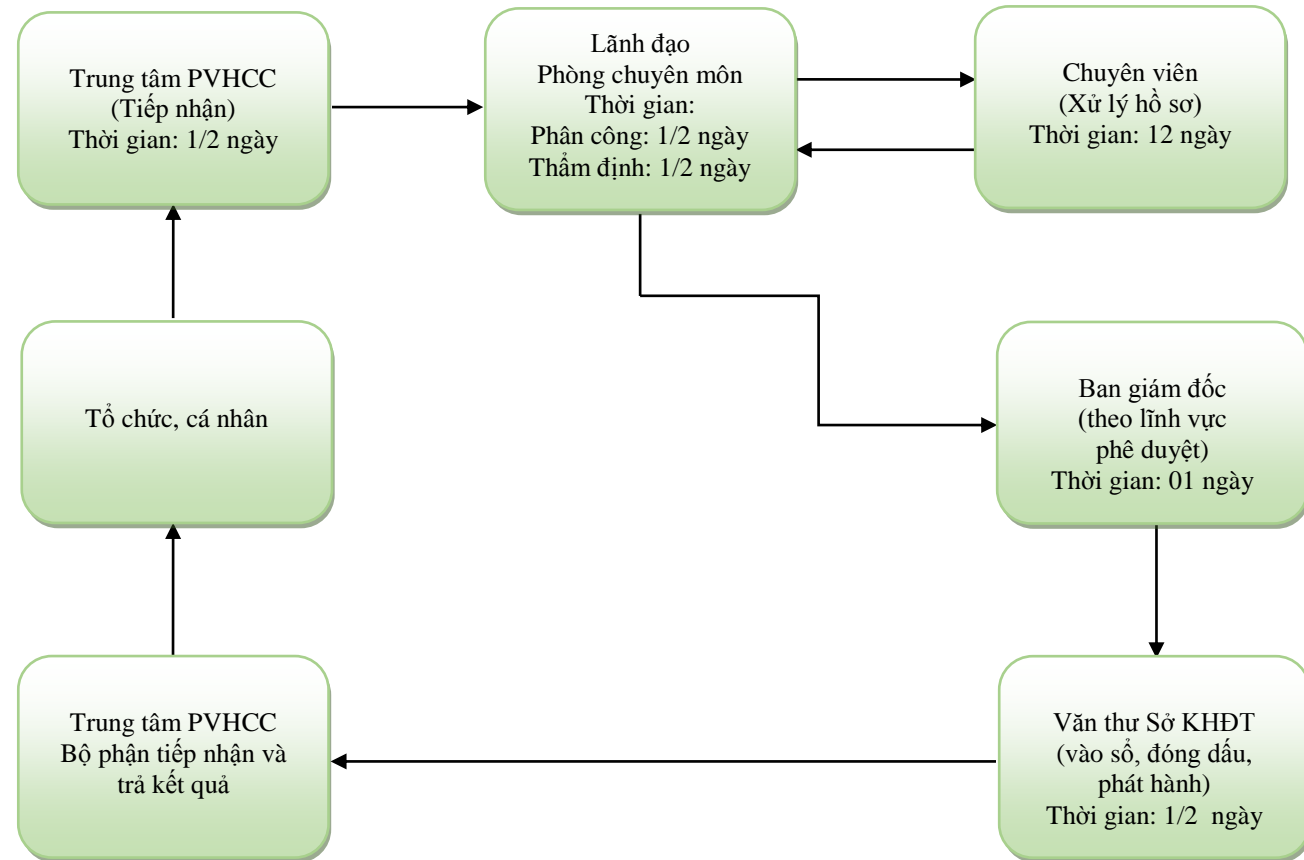 Trung tâm PVHCC
(Tiếp nhận)
Thời gian: 1/2 ngày
Lãnh đạo
Phòng chuyên môn
Thời gian:
Phân công: 1/2 ngày
Thẩm định: 1/2 ngày
Chuyên viên
(Xử lý hồ sơ)
Thời gian: 12 ngày
Tổ chức, cá nhân
Ban giám đốc
(theo lĩnh vực
phê duyệt)
Thời gian: 01 ngày
Trung tâm PVHCC
Bộ phận tiếp nhận và
trả kết quả
Văn thư Sở KHĐT
(vào sổ, đóng dấu,
phát hành)
Thời gian: 1/2 ngày